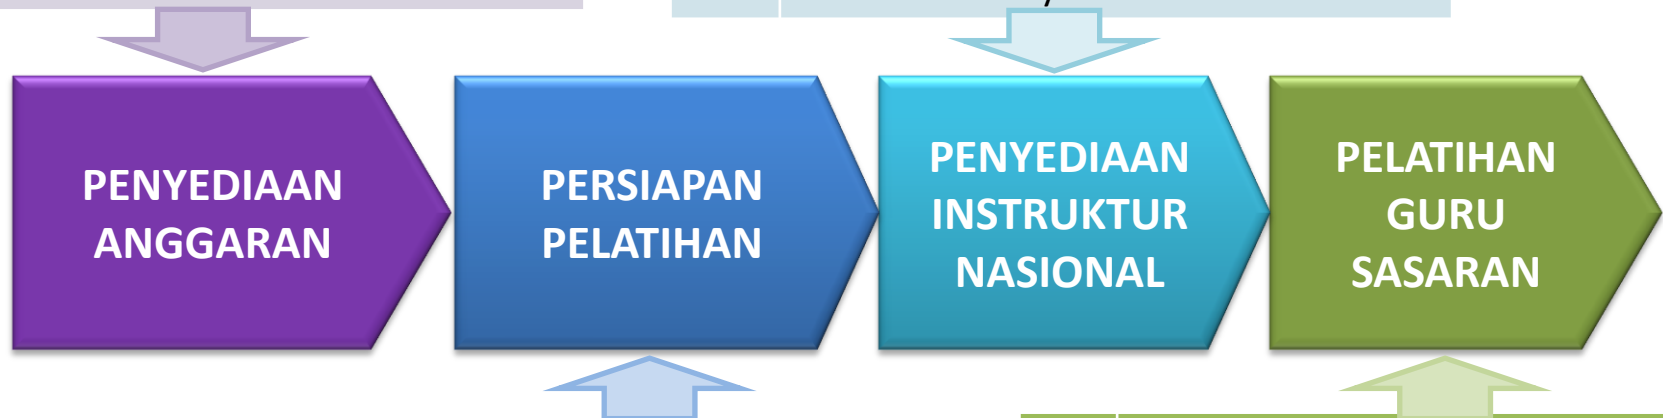 PENYEDIAAN
ANGGARAN
PERSIAPAN
PELATIHAN
PENYEDIAAN
INSTRUKTUR
NASIONAL
PELATIHAN
GURU
SASARAN